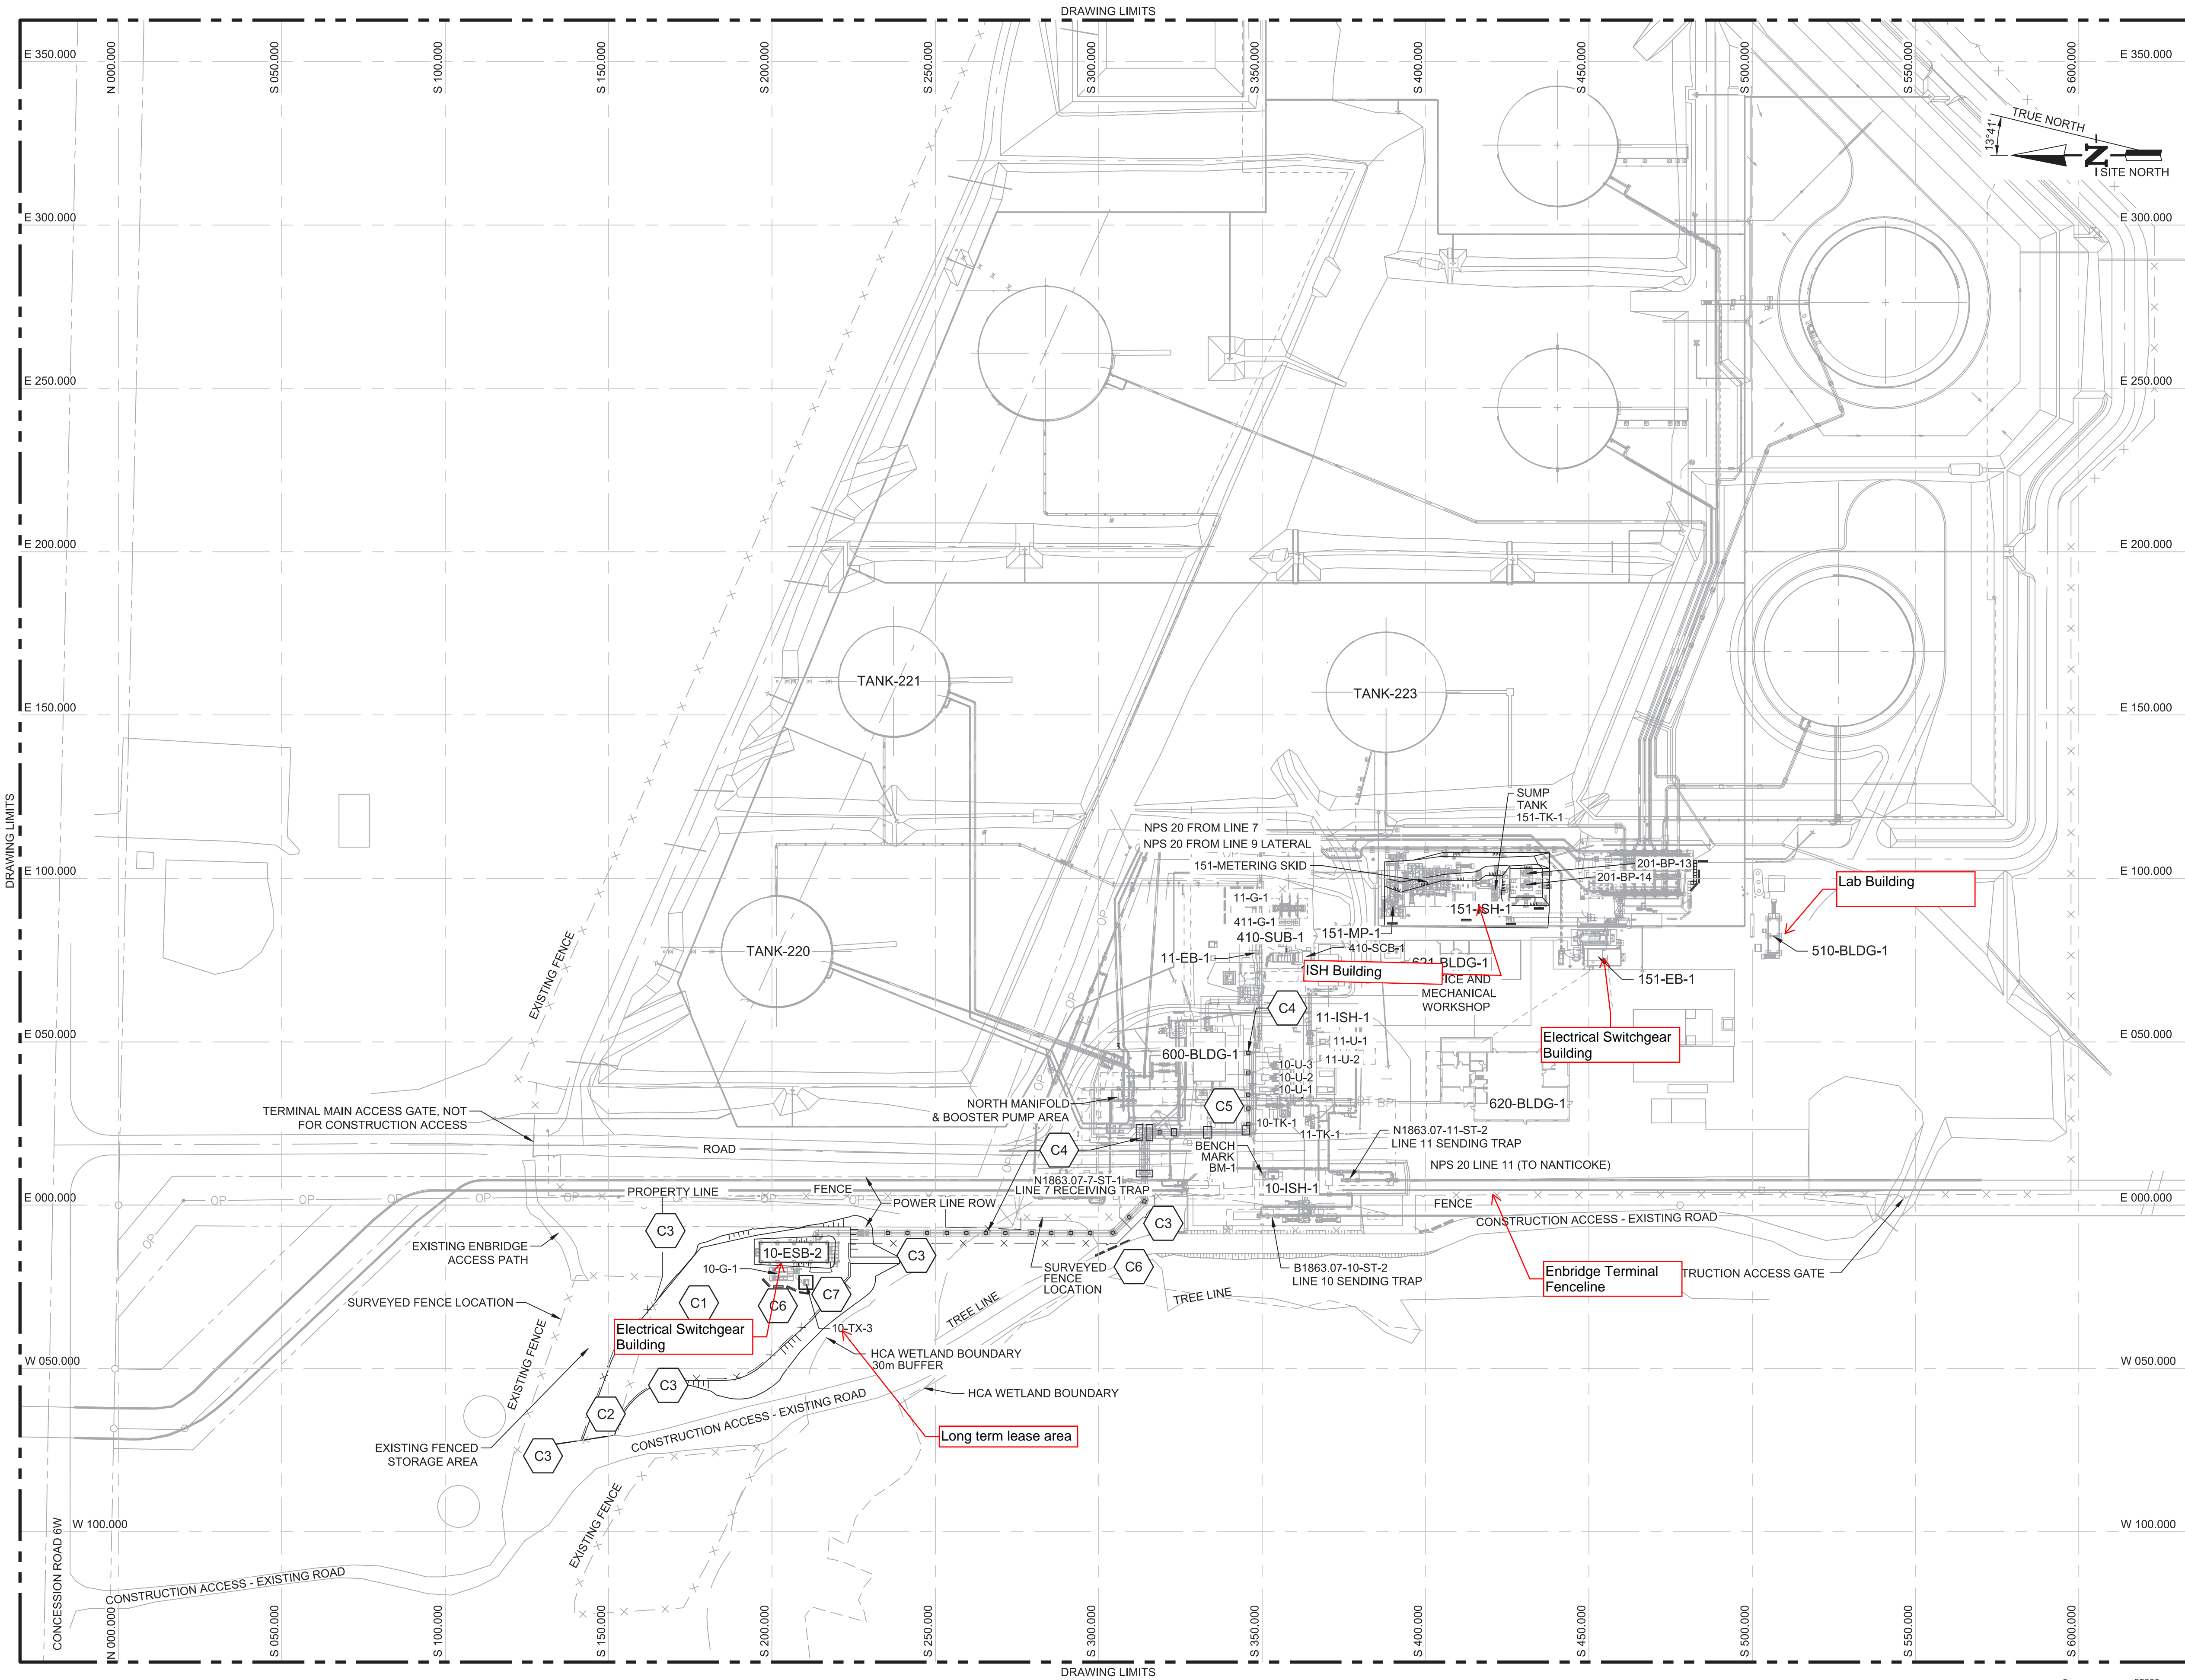 DRAWING LIMITS
N 000.000
S 050.000
S 100.000
S 150.000
S 200.000
S 250.000
S 300.000
S 350.000
S 400.000
S 450.000
S 500.000
S 550.000
S 600.000
E 350.000
E 350.000
TRUE NORTH
13°41'
N
SITE NORTH
E 300.000
E 300.000
E 250.000
E 250.000
E 200.000
E 200.000
TANK-221
TANK-223
E 150.000
E 150.000
DRAWING LIMITS
SUMP
TANK
151-TK-1
NPS 20 FROM LINE 7
NPS 20 FROM LINE 9 LATERAL
151-METERING SKID
201-BP-13
201-BP-14
E 100.000
E 100.000
Lab Building
11-G-1
411-G-1
410-SUB-1
151-MP-1
151-ISH-1
410-SCB-1
11-EB-1
ISH Building
621-BLDG-1
ICE AND
MECHANICAL
WORKSHOP
151-EB-1
510-BLDG-1
TANK-220
EXISTING FENCE
OP
OP
OP
C4
11-ISH-1
11-U-1
11-U-2
600-BLDG-1
10-U-3
10-U-2
10-U-1
E 050.000
E 050.000
Electrical Switchgear
Building
620-BLDG-1
TERMINAL MAIN ACCESS GATE, NOT
FOR CONSTRUCTION ACCESS
NORTH MANIFOLD
& BOOSTER PUMP AREA
C5
10-TK-1
11-TK-1
BENCH
MARK
BM-1
N1863.07-11-ST-2
LINE 11 SENDING TRAP
ROAD
C4
OP
NPS 20 LINE 11 (TO NANTICOKE)
N1863.07-7-ST-1
LINE 7 RECEIVING TRAP
10-ISH-1
E 000.000
E 000.000
OP
OP
OP
OP
OP
OP
OP
PROPERTY LINE
FENCE
POWER LINE ROW
FENCE
CONSTRUCTION ACCESS - EXISTING ROAD
C3
C3
C3
OP
EXISTING ENBRIDGE
ACCESS PATH
10-ESB-2
10-G-1
C6
SURVEYED
FENCE
LOCATION
B1863.07-10-ST-2
LINE 10 SENDING TRAP
Enbridge Terminal
Fenceline
TRUCTION ACCESS GATE
SURVEYED FENCE LOCATION
C1
C6
C7
TREE LINE
TREE LINE
Electrical Switchgear
Building
10-TX-3
HCA WETLAND BOUNDARY
30m BUFFER
EXISTING FENCE
W 050.000
W 050.000
C3
HCA WETLAND BOUNDARY
C2
CONSTRUCTION ACCESS - EXISTING ROAD
Long term lease area
EXISTING FENCED
STORAGE AREA
C3
EXISTING FENCE
W 100.000
W 100.000
CONCESSION ROAD 6W
CONSTRUCTION ACCESS - EXISTING ROAD
N 000.000
S 050.000
S 100.000
S 150.000
S 200.000
S 250.000
S 300.000
S 350.000
S 400.000
S 450.000
S 500.000
S 550.000
S 600.000
DRAWING LIMITS